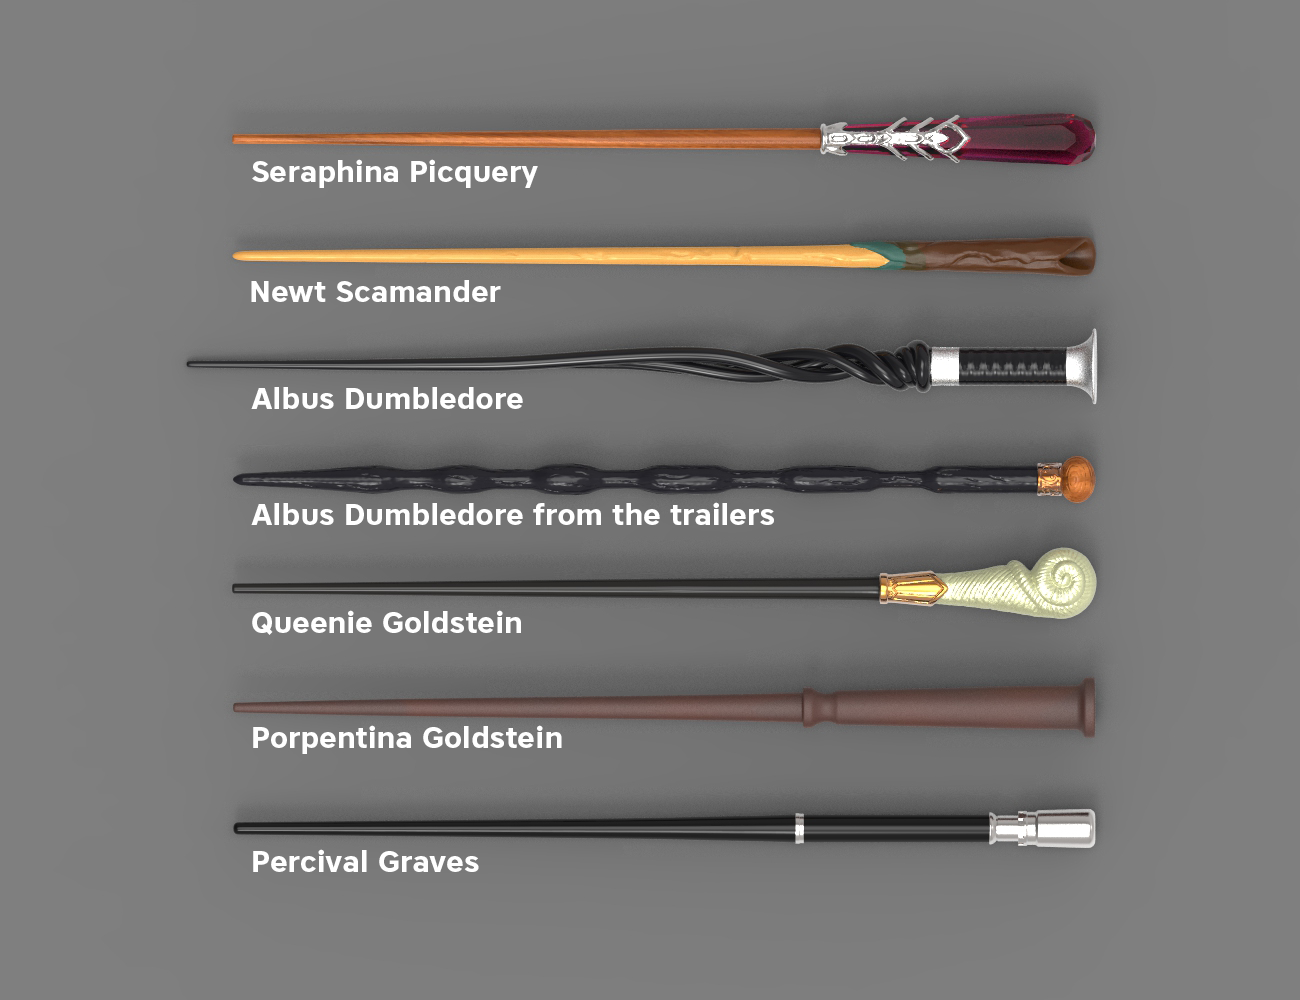 Seraphina Picquery
Newt Scamander
Albus Dumbledore
Albus Dumbledore from the trailers
Queenie Goldstein
Porpentina Goldstein
Percival Graves